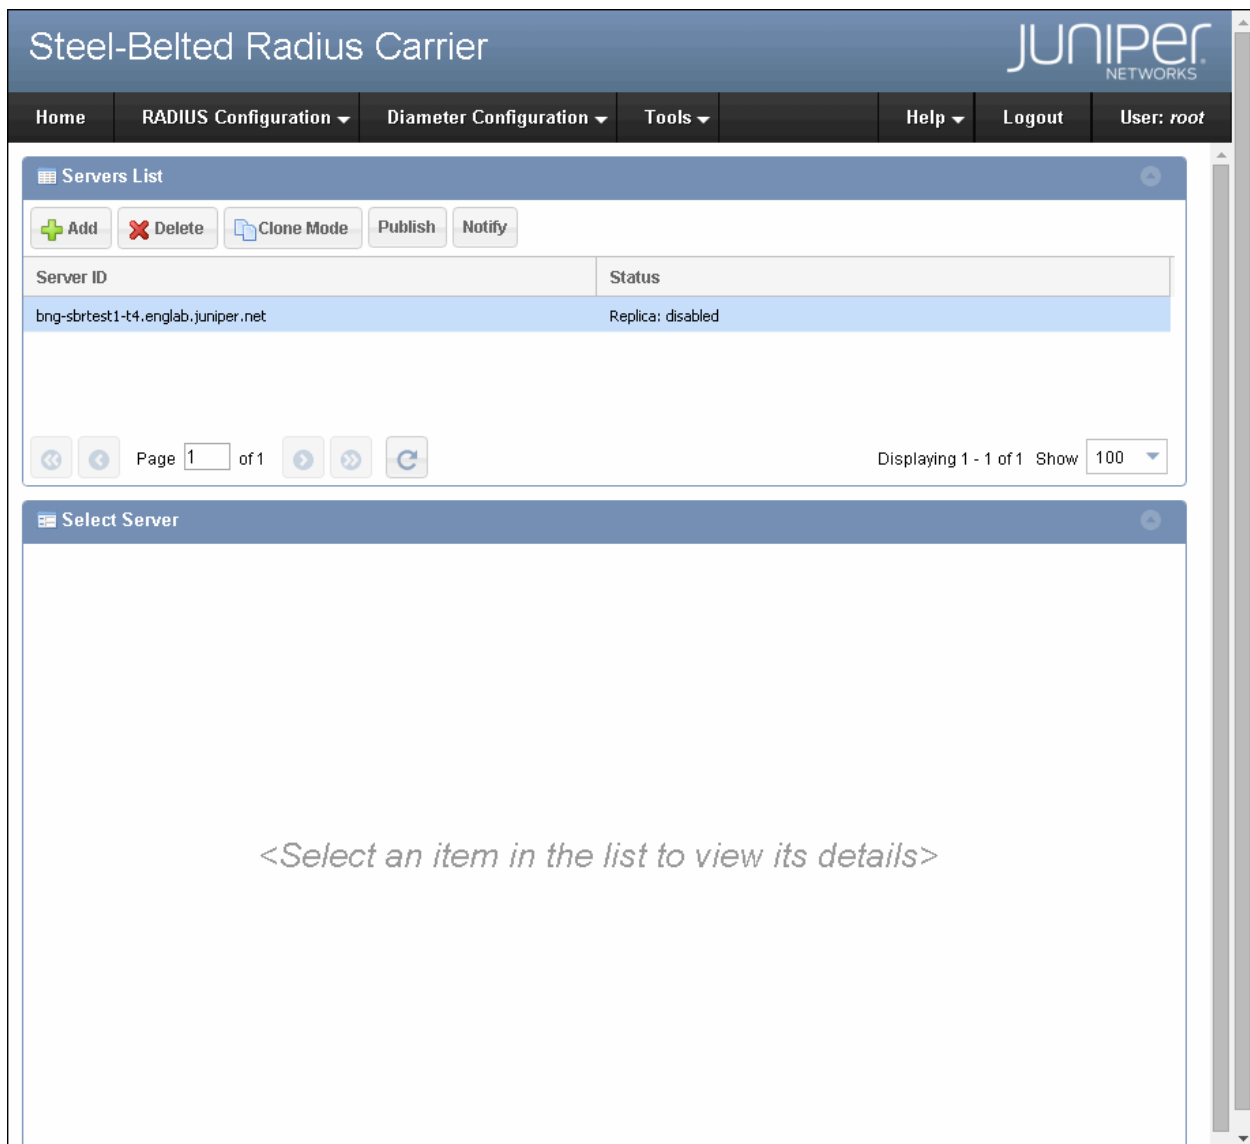 Steel-Belted Radius Carrier
JUNIPER
NETWORKS
Home RADIUS Configuration Diameter Configuration Tools Help Logout User: root
Servers List
Add Delete Clone Mode Publish Notify
Server ID Status
bng-sbrtest1-t4.englab.juniper.net Replica: disabled
Page 1 of 1 Displaying 1 - 1 of 1 Show 100
Select Server
<Select an item in the list to view its details>